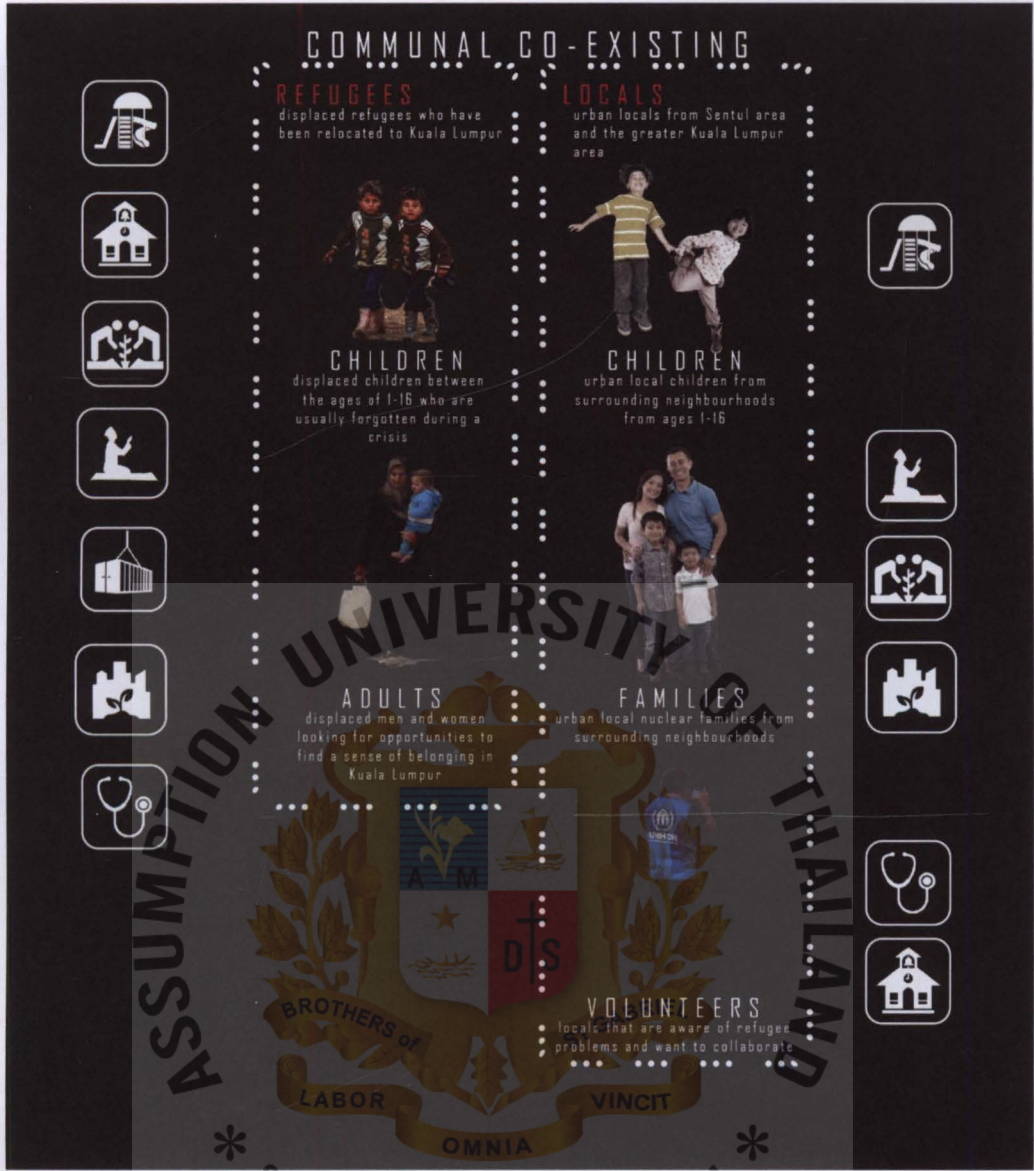 COMMUNAL CO-EXISTING
REFUGEES
displaced refugees who have
been relocated to Kuala Lumpur
CHILDREN
displaced children between
the ages of 1-16 who are
usually forgotten during a
crisis
ADULTS
displaced men and women
looking for opportunities to
find a sense of belonging in
Kuala Lumpur
LOCALS
urban locals from Sentul area
and the greater Kuala Lumpur
area
CHILDREN
urban local children from
surrounding neighbourhoods
from ages 1-16
FAMILIES
urban local nuclear families from
surrounding neighbourhoods
UNHCR
VOLUNTEERS
locals that are aware of refugee
problems and want to collaborate
ASSUMPTION UNIVERSITY OF THAILAND
A M
D S
BROTHERS of
GABRIEL
LABOR
OMNIA
VINCIT